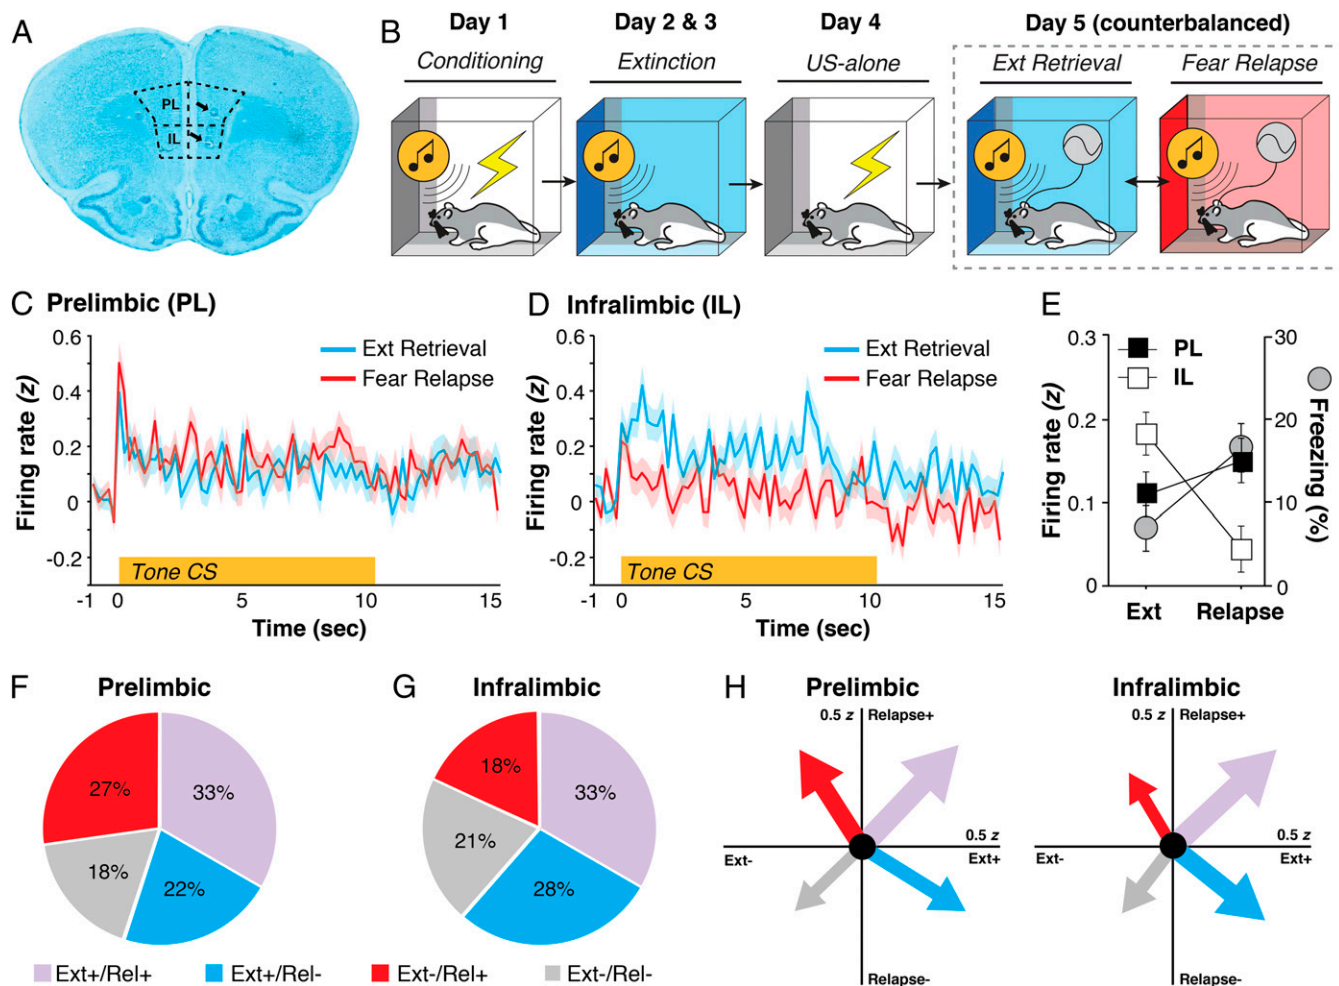 A
PL
IL
B
Day 1
Day 2 & 3
Day 4
Day 5 (counterbalanced)
Conditioning
Extinction
US-alone
Ext Retrieval
Fear Relapse
C Prelimbic (PL)
Firing rate (z)
0.6
0.4
0.2
0
-0.2
Ext Retrieval
Fear Relapse
Tone CS
-1 0 5 10 15
Time (sec)
D Infralimbic (IL)
Firing rate (z)
0.6
0.4
0.2
0
-0.2
Ext Retrieval
Fear Relapse
Tone CS
-1 0 5 10 15
Time (sec)
E
Firing rate (z)
0.3
0.2
0.1
0
PL
IL
30
20
10
0
Freezing (%)
Ext Relapse
F Prelimbic
27%
33%
18%
22%
G Infralimbic
18%
33%
21%
28%
Ext+/Rel+ Ext+/Rel- Ext-/Rel+ Ext-/Rel-
H Prelimbic
0.5 z Relapse+
0.5 z
Ext- Ext+
Relapse-
Infralimbic
0.5 z Relapse+
0.5 z
Ext- Ext+
Relapse-